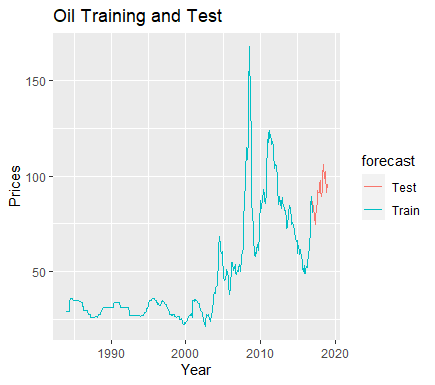 Oil Training and Test
Prices
150
100
50
1990 2000 2010 2020
Year
forecast
Test
Train